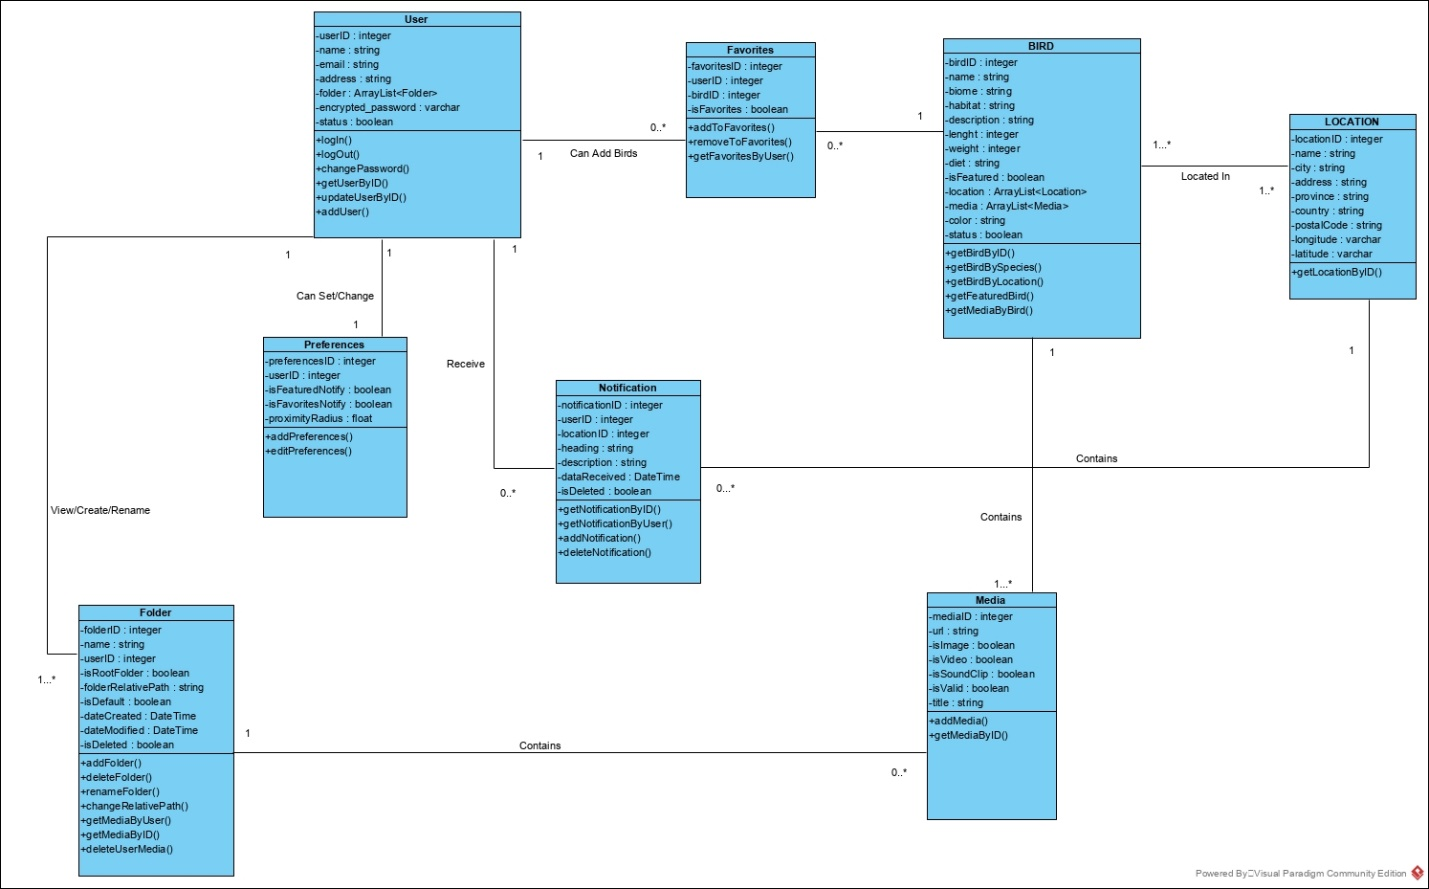 User
-userID : integer
-name : string
-email : string
-address : string
-folder : ArrayList<Folder>
-encrypted_password : varchar
-status : boolean
+logIn()
+logOut()
+changePassword()
+getUserByID()
+updateUserByID()
+addUser()
Favorites
-favoritesID : integer
-userID : integer
-birdID : integer
-isFavorites : boolean
+addToFavorites()
+removeToFavorites()
+getFavoritesByUser()
BIRD
-birdID : integer
-name : string
-biome : string
-habitat : string
-description : string
-lenght : integer
-weight : integer
-diet : string
-isFeatured : boolean
-location : ArrayList<Location>
-media : ArrayList<Media>
-color : string
-status : boolean
+getBirdByID()
+getBirdBySpecies()
+getBirdByLocation()
+getFeaturedBird()
+getMediaByBird()
LOCATION
-locationID : integer
-name : string
-city : string
-address : string
-province : string
-country : string
-postalCode : string
-longitude : varchar
-latitude : varchar
+getLocationByID()
1
Can Add Birds
0..*
0..*
1
1...*
Located In
1..*
1
1
1
Can Set/Change
1
Receive
0..*
View/Create/Rename
1...*
Preferences
-preferencesID : integer
-userID : integer
-isFeaturedNotify : boolean
-isFavoritesNotify : boolean
-proximityRadius : float
+addPreferences()
+editPreferences()
Notification
-notificationID : integer
-userID : integer
-locationID : integer
-heading : string
-description : string
-dataReceived : DateTime
-isDeleted : boolean
+getNotificationByID()
+getNotificationByUser()
+addNotification()
+deleteNotification()
0...*
Contains
1
1
Contains
1...*
Folder
-folderID : integer
-name : string
-userID : integer
-isRootFolder : boolean
-folderRelativePath : string
-isDefault : boolean
-dateCreated : DateTime
-dateModified : DateTime
-isDeleted : boolean
+addFolder()
+deleteFolder()
+renameFolder()
+changeRelativePath()
+getMediaByUser()
+getMediaByID()
+deleteUserMedia()
1
Contains
0..*
Media
-mediaID : integer
-url : string
-isImage : boolean
-isVideo : boolean
-isSoundClip : boolean
-isValid : boolean
-title : string
+addMedia()
+getMediaByID()
Powered By Visual Paradigm Community Edition